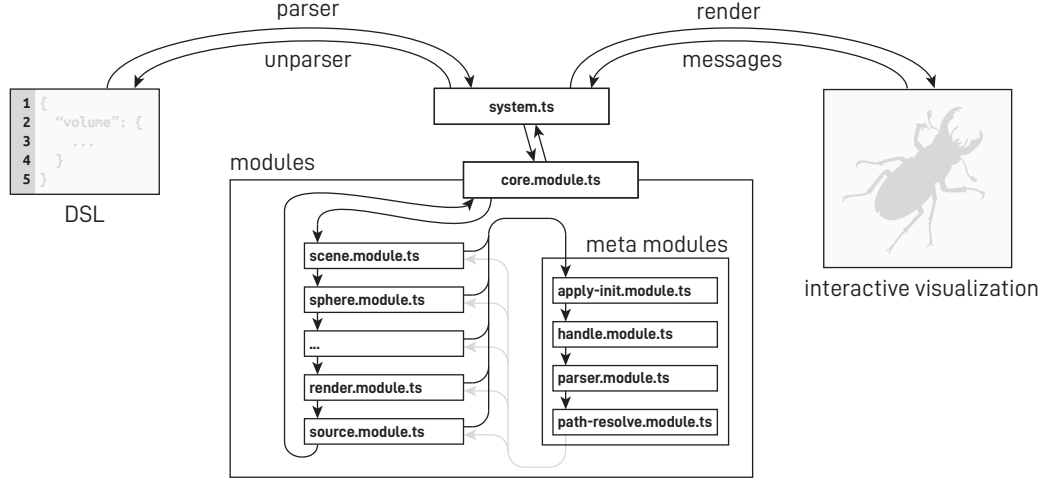 parser
render
unparser
messages
1 {
2 “volume”: {
3 ...
4 }
5 }
DSL
system.ts
core.module.ts
modules
scene.module.ts
sphere.module.ts
...
render.module.ts
source.module.ts
meta modules
apply-init.module.ts
handle.module.ts
parser.module.ts
path-resolve.module.ts
interactive visualization